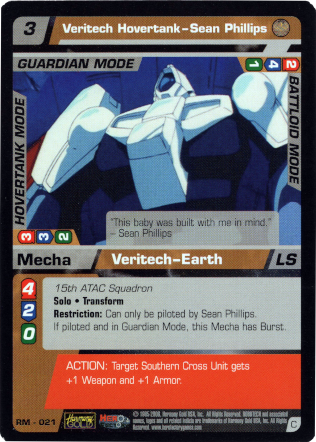 3
Veritech Hovertank-Sean Phillips
GUARDIAN MODE
1 4 2
HOVERTANK MODE
BATTLOID MODE
"This baby was built with me in mind."
– Sean Phillips
3 3 2
Mecha
Veritech-Earth
LS
4
2
0
15th ATAC Squadron
Solo • Transform
Restriction: Can only be piloted by Sean Phillips.
If piloted and in Guardian Mode, this Mecha has Burst.
ACTION: Target Southern Cross Unit gets
+1 Weapon and +1 Armor.
RM - 021
Harmony
GOLD
HERO
C